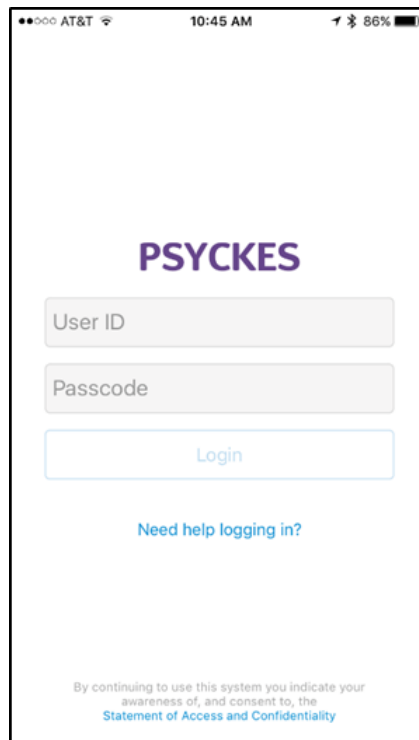 AT&T 10:45 AM 86%
PSYCKES
User ID
Passcode
Login
Need help logging in?
By continuing to use this system you indicate your
awareness of, and consent to, the
Statement of Access and Confidentiality